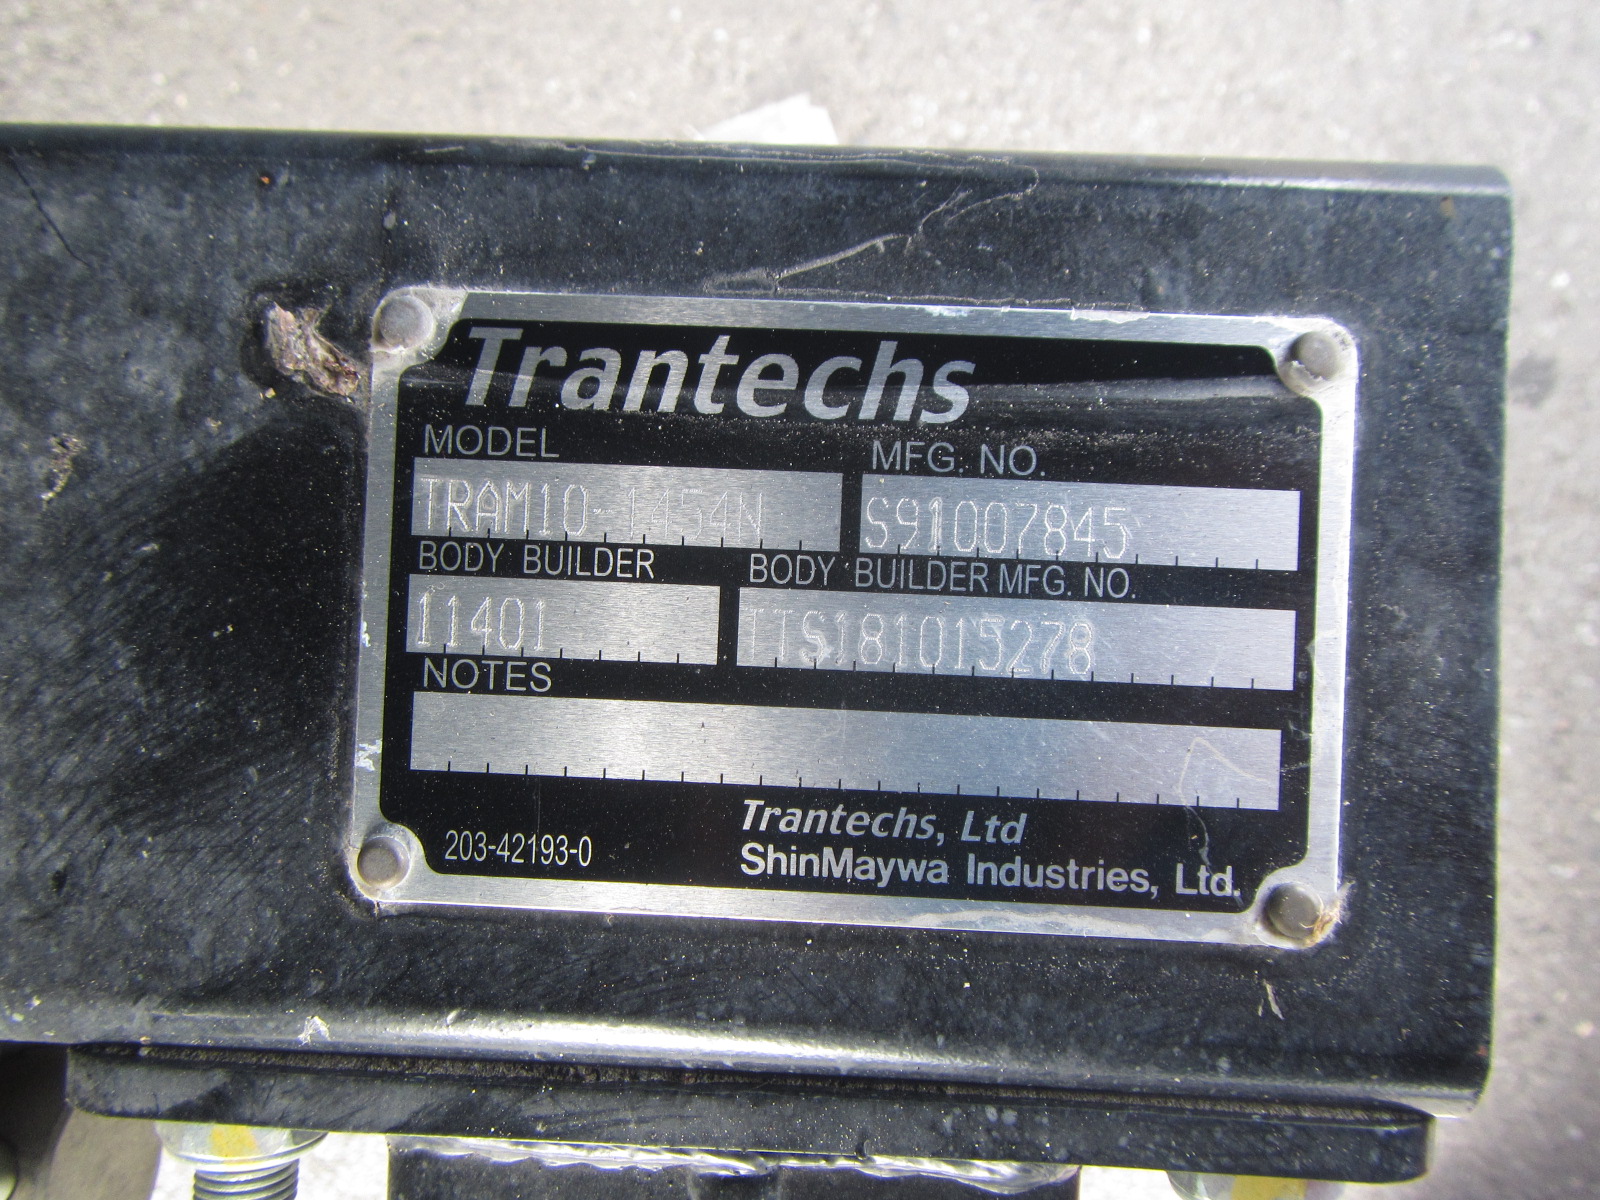 Trantechs
MODEL MFG. NO.
TRAM10-1454N S91007845
BODY BUILDER BODY BUILDER MFG. NO.
11401 TTS181015278
NOTES
203-42193-0
Trantechs, Ltd
ShinMaywa Industries, Ltd.